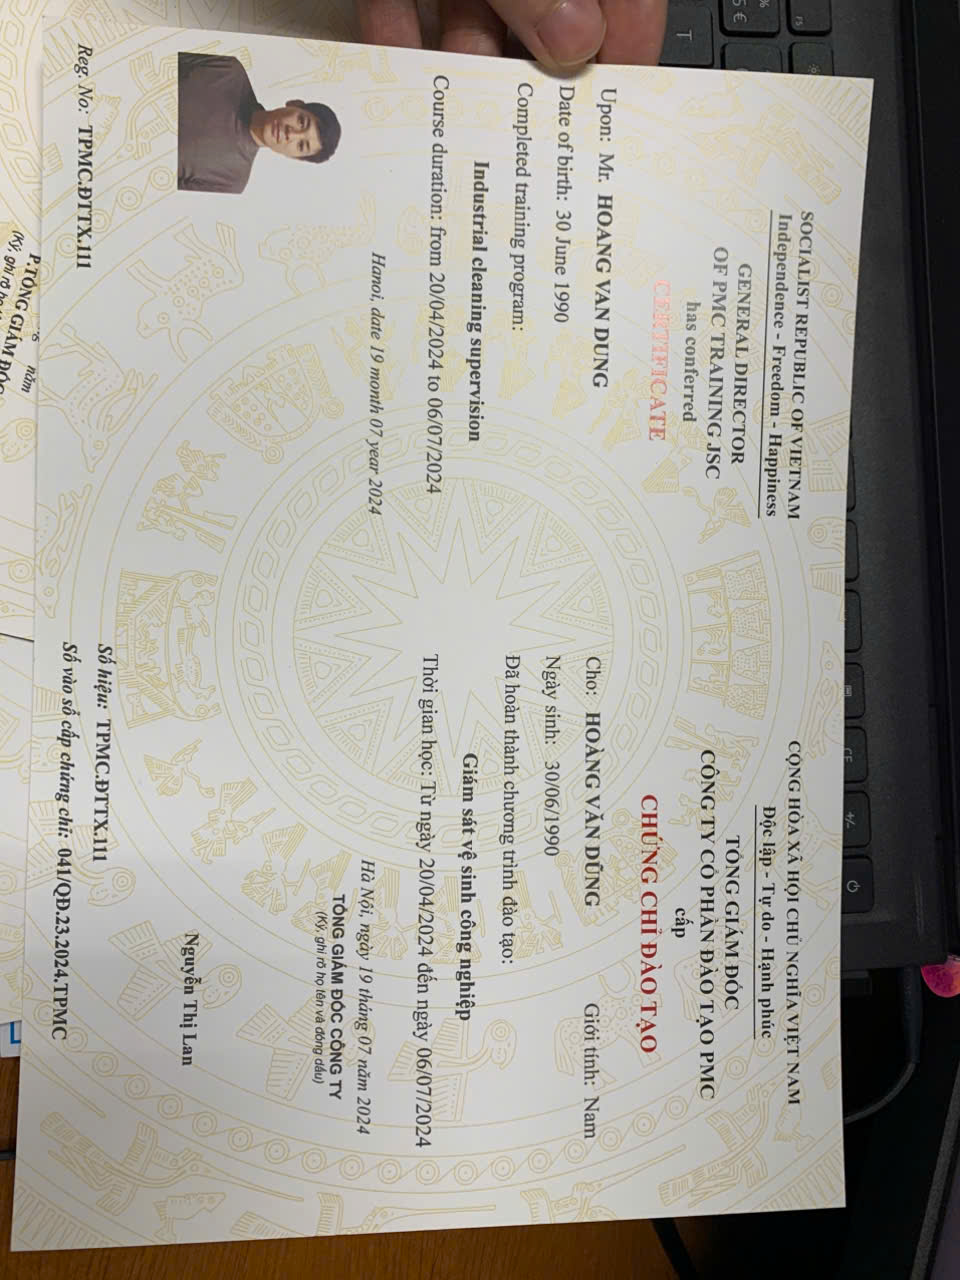 SOCIALIST REPUBLIC OF VIETNAM
Independence - Freedom - Happiness
GENERAL DIRECTOR
OF PMC TRAINING JSC
has conferred
CERTIFICATE
Upon: Mr. HOANG VAN DUNG
Date of birth: 30 June 1990
Completed training program:
Industrial cleaning supervision
Course duration: from 20/04/2024 to 06/07/2024
Hanoi, date 19 month 07 year 2024
Reg. No: TPMC.ĐTTX.111
CỘNG HÒA XÃ HỘI CHỦ NGHĨA VIỆT NAM
Độc lập - Tự do - Hạnh phúc
TỔNG GIÁM ĐỐC
CÔNG TY CỔ PHẦN ĐÀO TẠO PMC
cấp
CHỨNG CHỈ ĐÀO TẠO
Cho: HOÀNG VĂN DŨNG Giới tính: Nam
Ngày sinh: 30/06/1990
Đã hoàn thành chương trình đào tạo:
Giám sát vệ sinh công nghiệp
Thời gian học: Từ ngày 20/04/2024 đến ngày 06/07/2024
Hà Nội, ngày 19 tháng 07 năm 2024
TỔNG GIÁM ĐỐC CÔNG TY
(Ký, ghi rõ họ tên và đóng dấu)
Nguyễn Thị Lan
Số hiệu: TPMC.ĐTTX.111
Số vào sổ cấp chứng chỉ: 041/QĐ.23.2024.TPMC
năm
P.TỔNG GIÁM ĐỐC
(Ký, ghi rõ họ tên
F5
%
5 €
T
CE
+/-